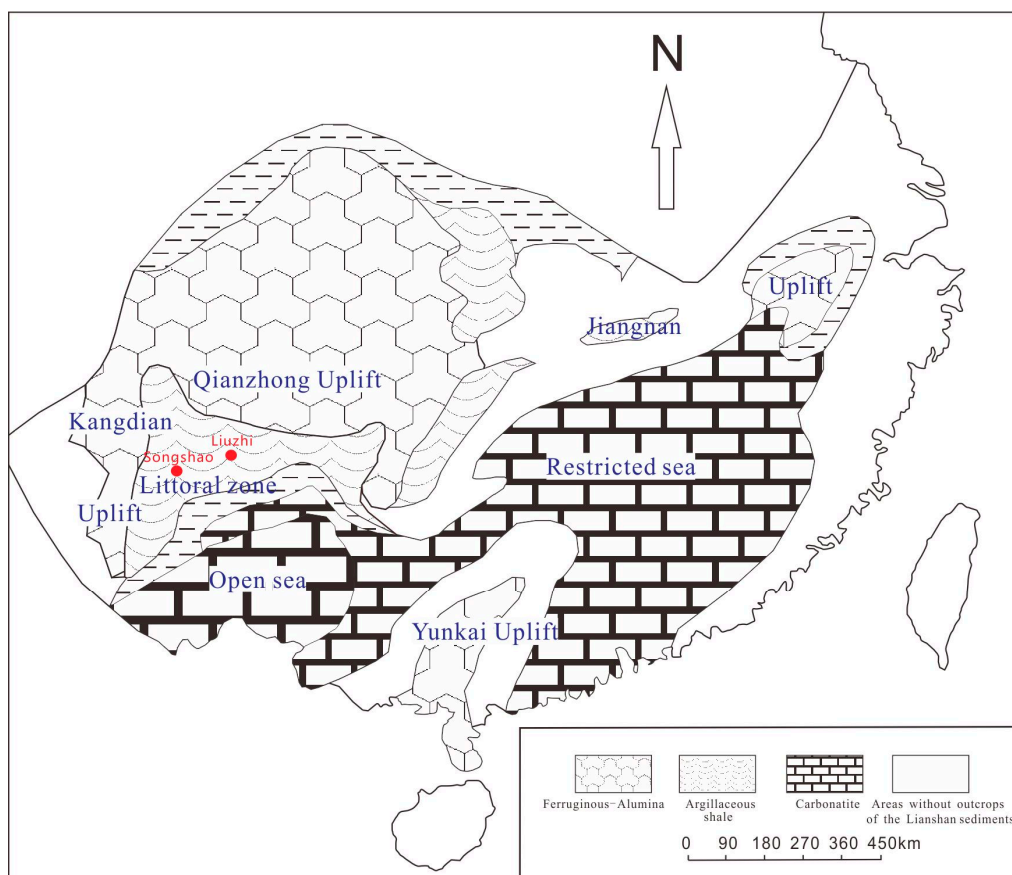 N
Uplift
Jiangnan
Qianzhong Uplift
Kangdian
Liuzhi
Songshao
Littoral zone
Restricted sea
Uplift
Open sea
Yunkai Uplift
Ferruginous-Alumina
Argillaceous
shale
Carbonatite
Areas without outcrops
of the Lianshan sediments
0 90 180 270 360 450km